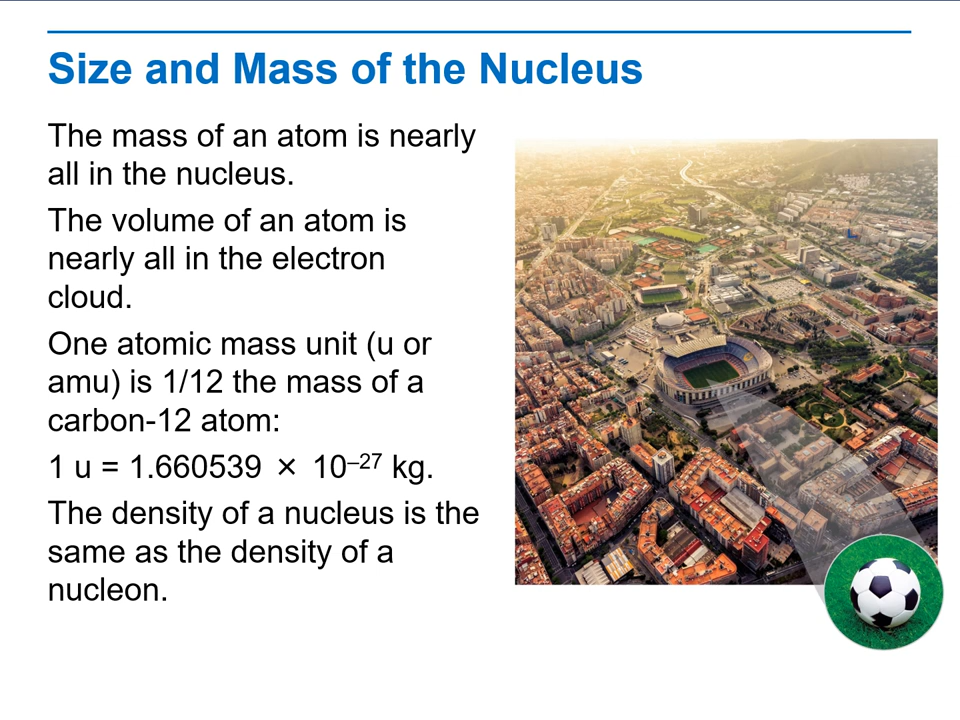 Size and Mass of the Nucleus
The mass of an atom is nearly
all in the nucleus.
The volume of an atom is
nearly all in the electron
cloud.
One atomic mass unit (u or
amu) is 1/12 the mass of a
carbon-12 atom:
1 u = 1.660539 × 10⁻²⁷ kg.
The density of a nucleus is the
same as the density of a
nucleon.